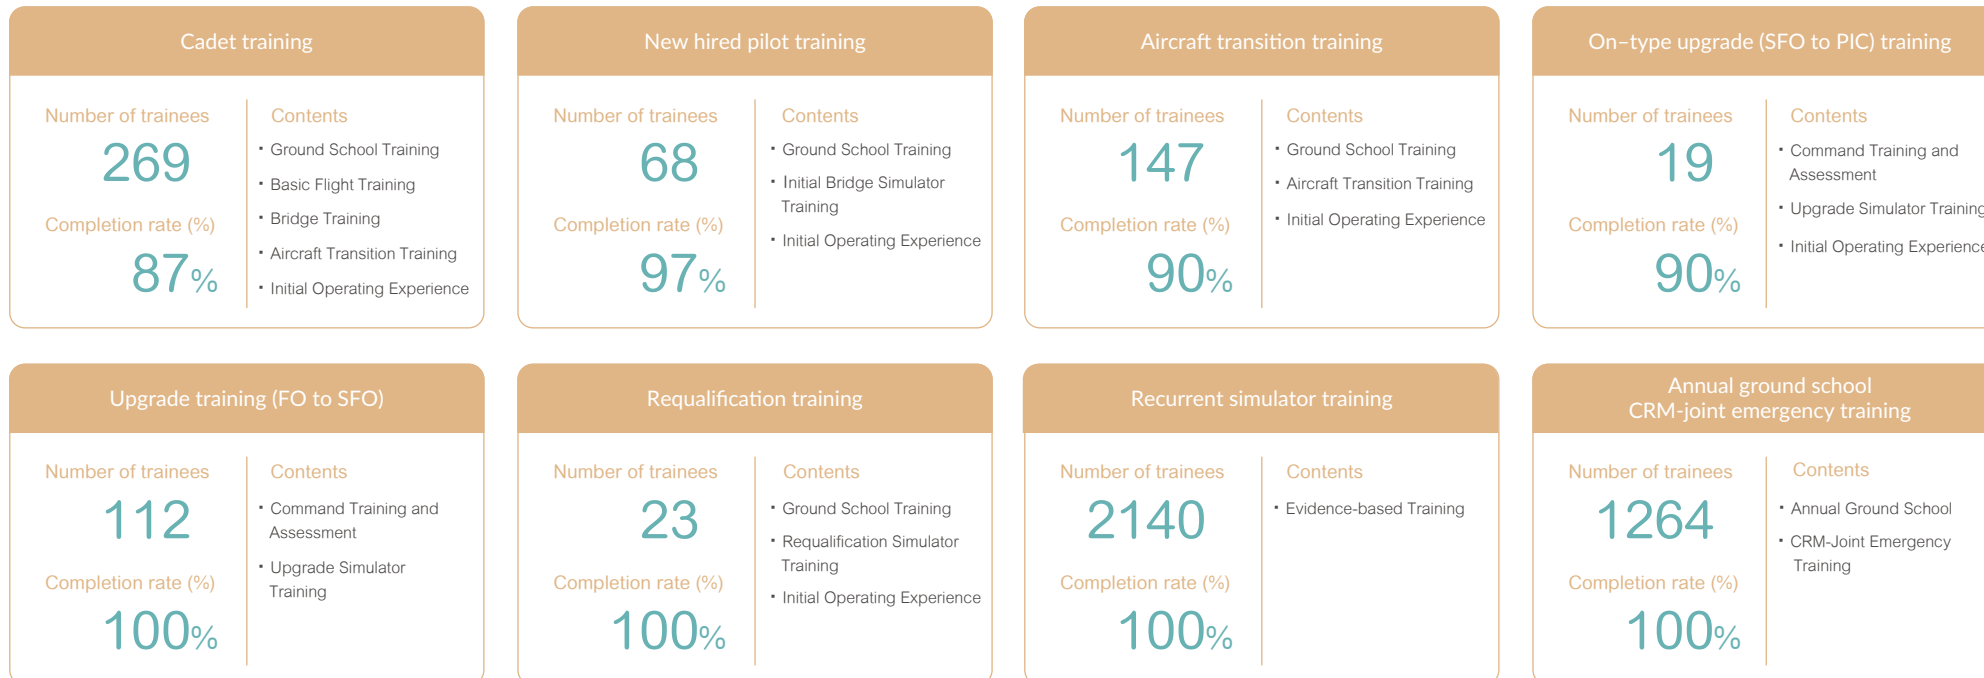 Cadet training
Number of trainees
269
Completion rate (%)
87%
Contents
• Ground School Training
• Basic Flight Training
• Bridge Training
• Aircraft Transition Training
• Initial Operating Experience
New hired pilot training
Number of trainees
68
Completion rate (%)
97%
Contents
• Ground School Training
• Initial Bridge Simulator
Training
• Initial Operating Experience
Aircraft transition training
Number of trainees
147
Completion rate (%)
90%
Contents
• Ground School Training
• Aircraft Transition Training
• Initial Operating Experience
On-type upgrade (SFO to PIC) training
Number of trainees
19
Completion rate (%)
90%
Contents
• Command Training and
Assessment
• Upgrade Simulator Training
• Initial Operating Experience
Upgrade training (FO to SFO)
Number of trainees
112
Completion rate (%)
100%
Contents
• Command Training and
Assessment
• Upgrade Simulator
Training
Requalification training
Number of trainees
23
Completion rate (%)
100%
Contents
• Ground School Training
• Requalification Simulator
Training
• Initial Operating Experience
Recurrent simulator training
Number of trainees
2140
Completion rate (%)
100%
Contents
• Evidence-based Training
Annual ground school
CRM-joint emergency training
Number of trainees
1264
Completion rate (%)
100%
Contents
• Annual Ground School
• CRM-Joint Emergency
Training